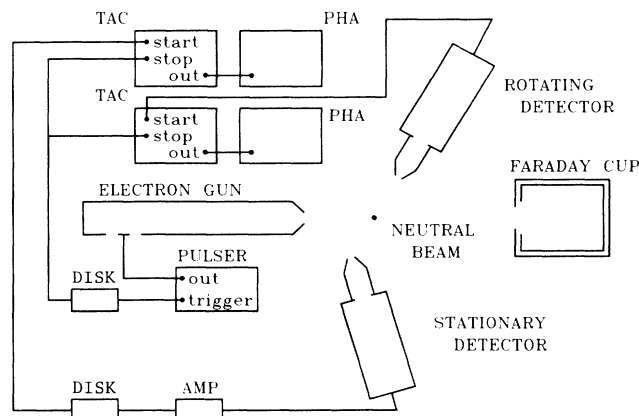 TAC
PHA
start
stop
out
TAC
PHA
start
stop
out
ROTATING
DETECTOR
FARADAY CUP
ELECTRON GUN
NEUTRAL
BEAM
PULSER
out
trigger
DISK
STATIONARY
DETECTOR
DISK
AMP